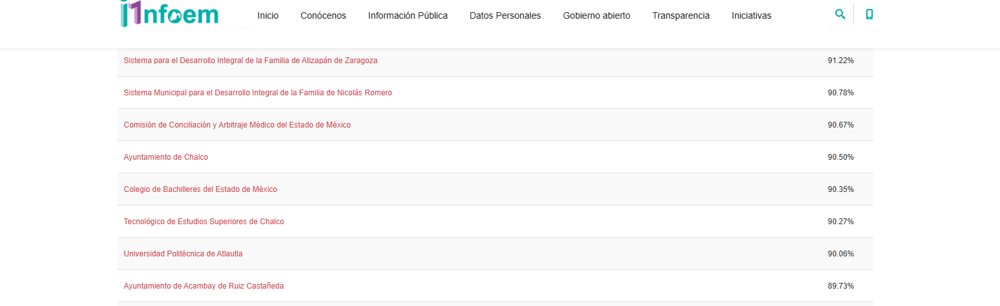 infoem
Inicio Conócenos Información Pública Datos Personales Gobierno abierto Transparencia Iniciativas
Sistema para el Desarrollo Integral de la Familia de Atizapán de Zaragoza 91.22%
Sistema Municipal para el Desarrollo Integral de la Familia de Nicolás Romero 90.78%
Comisión de Conciliación y Arbitraje Médico del Estado de México 90.67%
Ayuntamiento de Chalco 90.50%
Colegio de Bachilleres del Estado de México 90.35%
Tecnológico de Estudios Superiores de Chalco 90.27%
Universidad Politécnica de Atlautla 90.06%
Ayuntamiento de Acambay de Ruiz Castañeda 89.73%